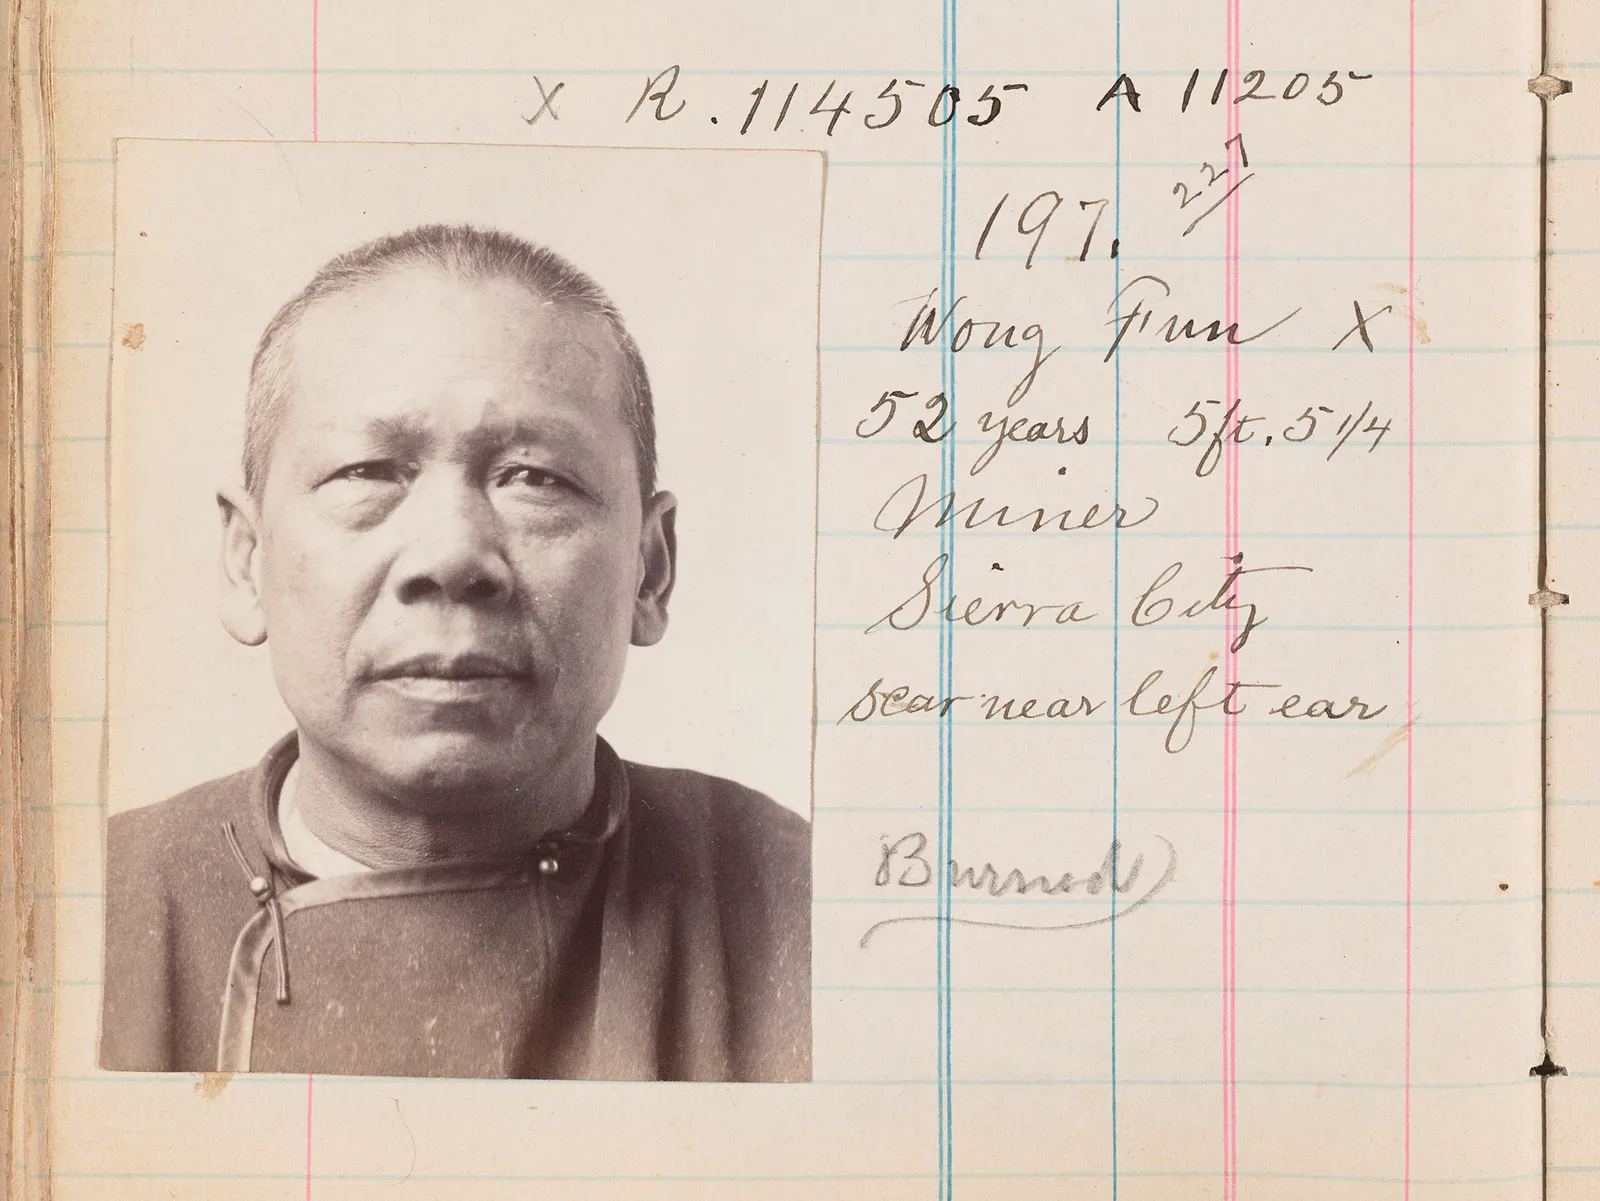 X R. 114505 A 11205
197. 227/
Wong Fun X
52 years 5ft. 5 1/4
Miner
Sierra City
scar near left ear